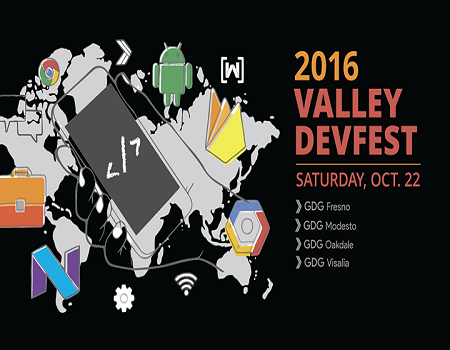 2016
VALLEY
DEVFEST
SATURDAY, OCT. 22
GDG Fresno
GDG Modesto
GDG Oakdale
GDG Visalia
</>
[W]
N